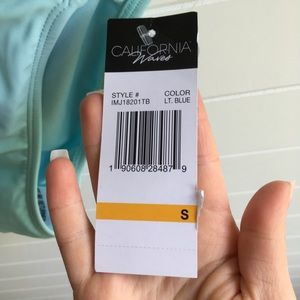 CALIFORNIA
Waves
STYLE # COLOR
IMJ18201TB LT. BLUE
1 90608 28487 9
S